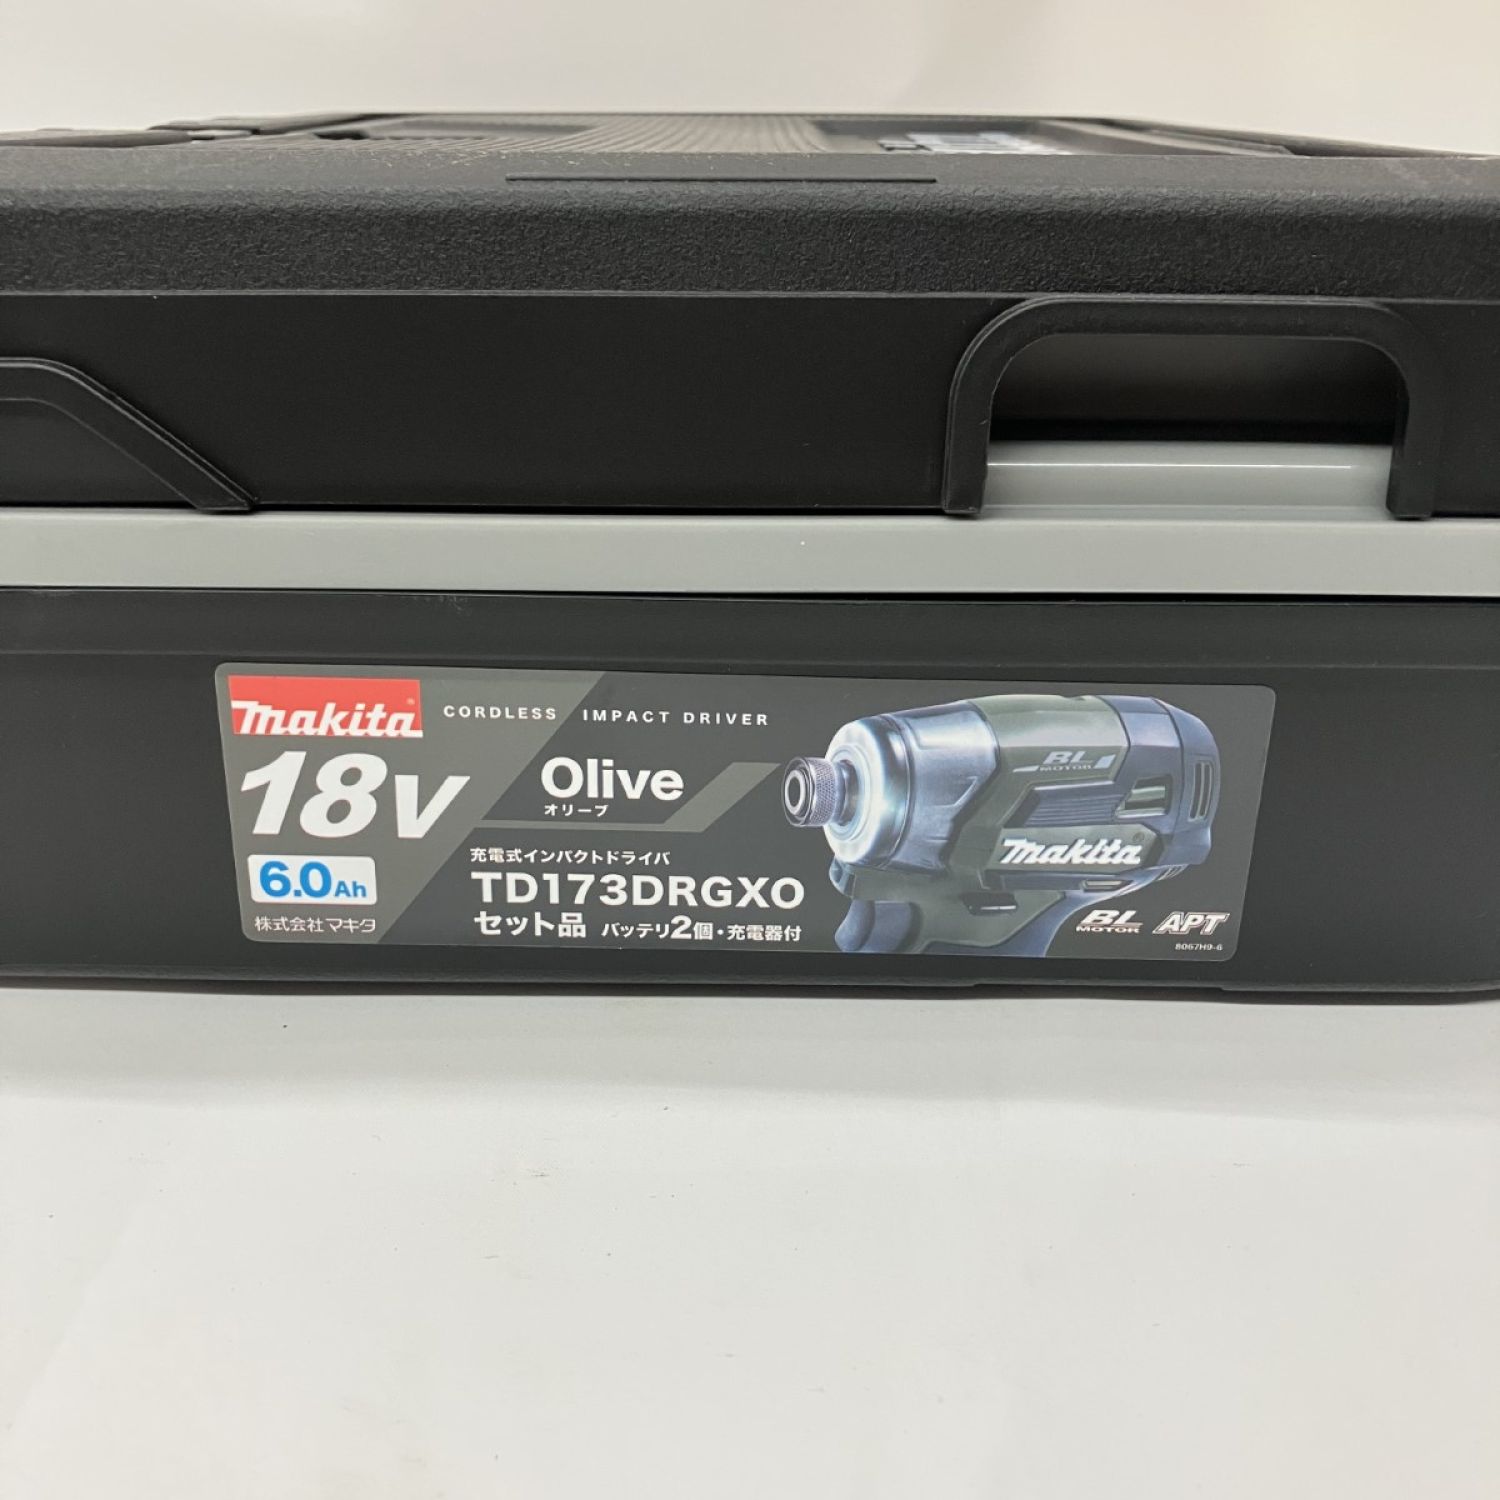 makita®
CORDLESS IMPACT DRIVER
18V
6.0Ah
株式会社マキタ
Olive
オリーブ
充電式インパクトドライバ
TD173DRGXO
セット品 バッテリ2個・充電器付
BL
MOTOR
makita®
BL
MOTOR
APT
8067H9-6